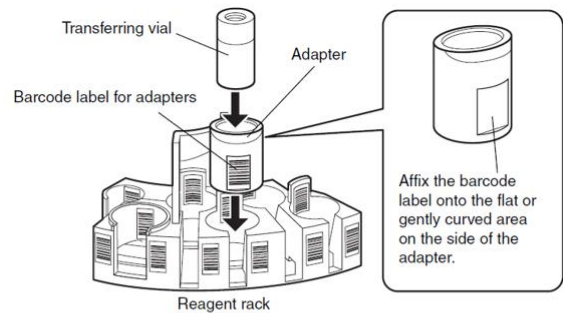 Transferring vial
Adapter
Barcode label for adapters
Affix the barcode
label onto the flat or
gently curved area
on the side of the
adapter.
Reagent rack